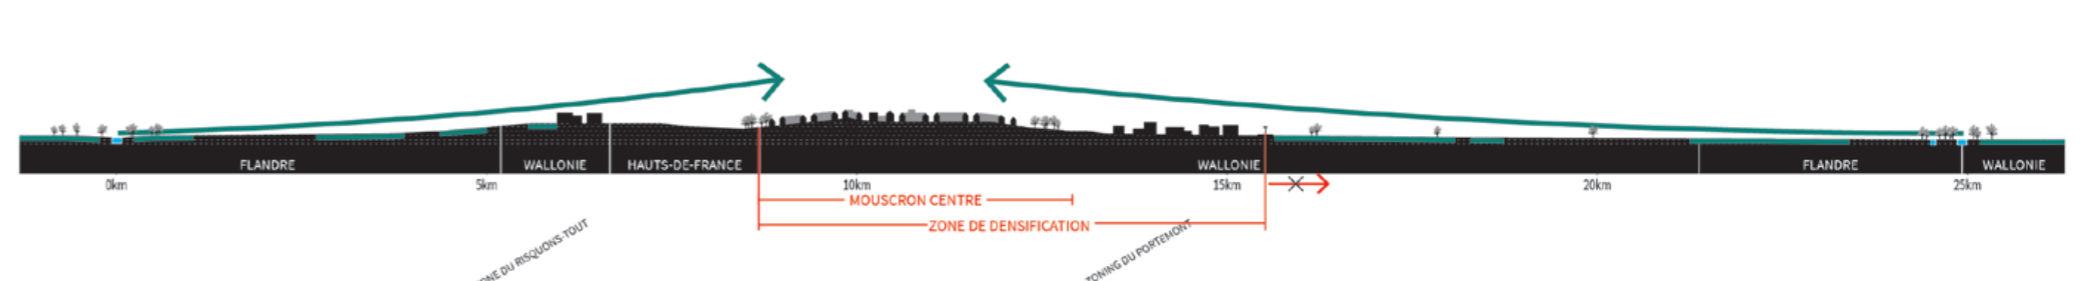 FLANDRE WALLONIE HAUTS-DE-FRANCE WALLONIE FLANDRE WALLONIE
0km 5km 10km 15km 20km 25km
MOUSCRON CENTRE
ZONE DE DENSIFICATION
DU RISQUONS-TOUT
ZONING DU PORTEMONT